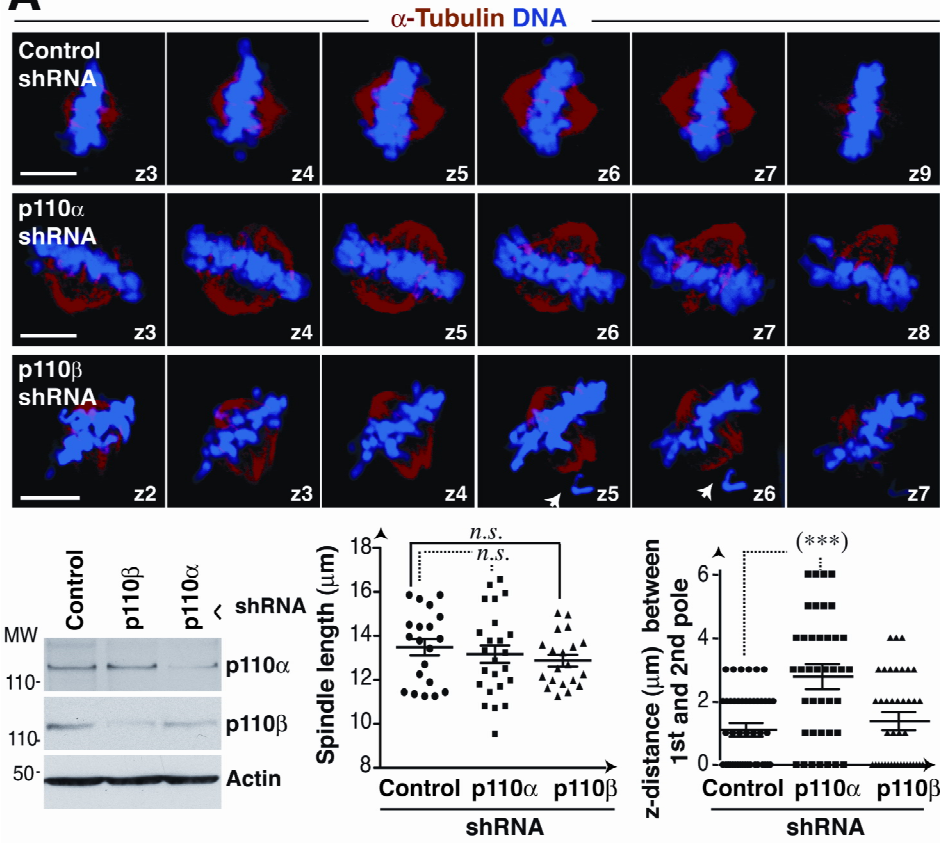 A
α-Tubulin DNA
Control
shRNA
z3
z4
z5
z6
z7
z9
p110α
shRNA
z3
z4
z5
z6
z7
z8
p110β
shRNA
z2
z3
z4
z5
z6
z7
Control
p110β
p110α
< shRNA
MW
p110α
110-
p110β
110-
50-
Actin
Spindle length (μm)
18
16
14
12
10
8
n.s.
n.s.
Control p110α p110β
shRNA
z-distance (μm) between
1st and 2nd pole
6
4
2
0
(***)
Control p110α p110β
shRNA